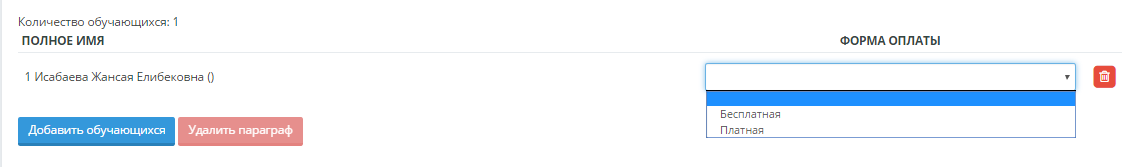 Количество обучающихся: 1
ПОЛНОЕ ИМЯ ФОРМА ОПЛАТЫ
1 Исабаева Жансая Елибековна ()
Бесплатная
Платная
Добавить обучающихся Удалить параграф